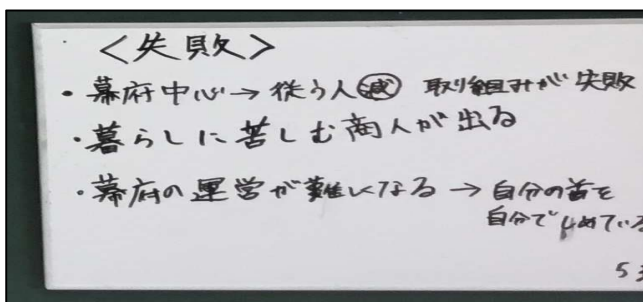 <失敗>
・幕府中心→従う人減 取り組みが失敗
・暮らしに苦しむ商人が出る
・幕府の運営が難しくなる→自分の首を
自分でしめている